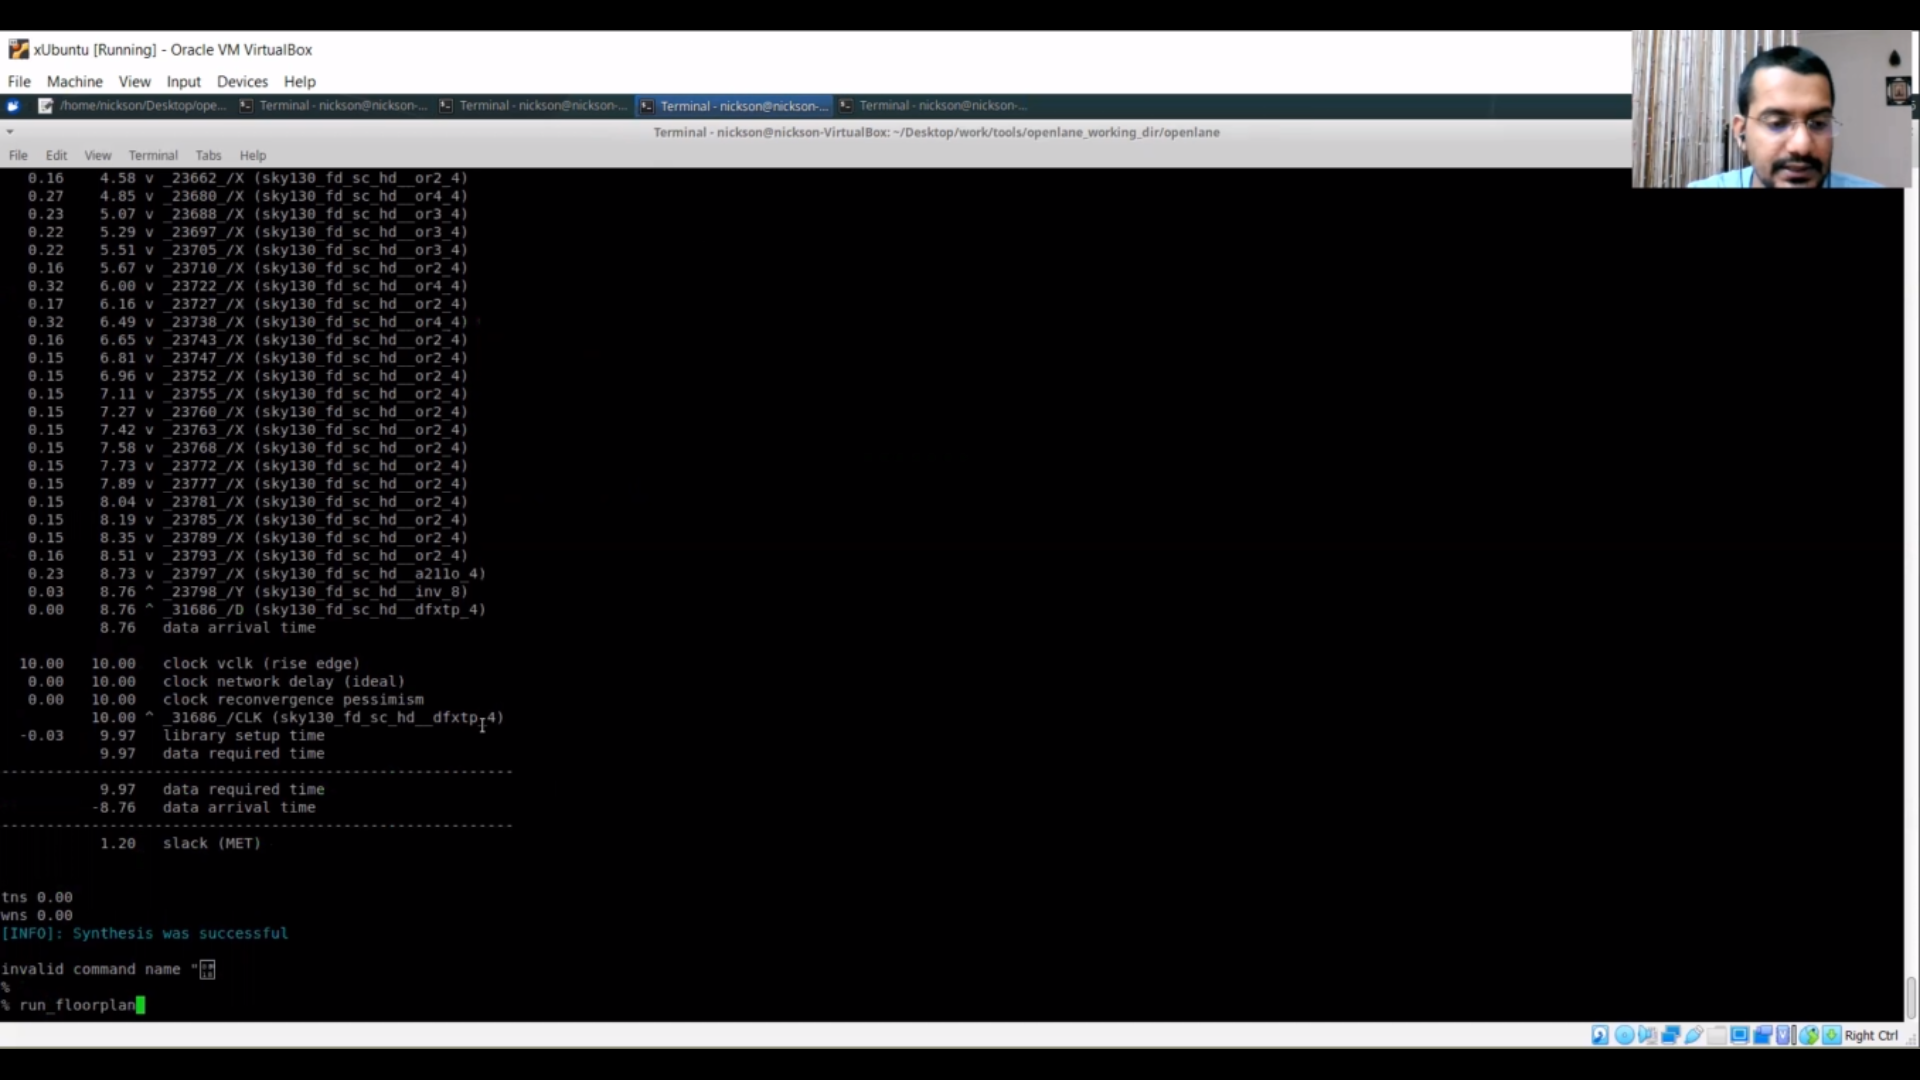 xUbuntu [Running] - Oracle VM VirtualBox
File Machine View Input Devices Help
/home/nickson/Desktop/ope... Terminal - nickson@nickson-... Terminal - nickson@nickson-... Terminal - nickson@nickson-... Terminal - nickson@nickson-...
Terminal - nickson@nickson-VirtualBox: ~/Desktop/work/tools/openlane_working_dir/openlane
File Edit View Terminal Tabs Help
0.16 4.58 v _23662_/X (sky130_fd_sc_hd__or2_4)
0.27 4.85 v _23680_/X (sky130_fd_sc_hd__or4_4)
0.23 5.07 v _23688_/X (sky130_fd_sc_hd__or3_4)
0.22 5.29 v _23697_/X (sky130_fd_sc_hd__or3_4)
0.22 5.51 v _23705_/X (sky130_fd_sc_hd__or3_4)
0.16 5.67 v _23710_/X (sky130_fd_sc_hd__or2_4)
0.32 6.00 v _23722_/X (sky130_fd_sc_hd__or4_4)
0.17 6.16 v _23727_/X (sky130_fd_sc_hd__or2_4)
0.32 6.49 v _23738_/X (sky130_fd_sc_hd__or4_4)
0.16 6.65 v _23743_/X (sky130_fd_sc_hd__or2_4)
0.15 6.81 v _23747_/X (sky130_fd_sc_hd__or2_4)
0.15 6.96 v _23752_/X (sky130_fd_sc_hd__or2_4)
0.15 7.11 v _23755_/X (sky130_fd_sc_hd__or2_4)
0.15 7.27 v _23760_/X (sky130_fd_sc_hd__or2_4)
0.15 7.42 v _23763_/X (sky130_fd_sc_hd__or2_4)
0.15 7.58 v _23768_/X (sky130_fd_sc_hd__or2_4)
0.15 7.73 v _23772_/X (sky130_fd_sc_hd__or2_4)
0.15 7.89 v _23777_/X (sky130_fd_sc_hd__or2_4)
0.15 8.04 v _23781_/X (sky130_fd_sc_hd__or2_4)
0.15 8.19 v _23785_/X (sky130_fd_sc_hd__or2_4)
0.15 8.35 v _23789_/X (sky130_fd_sc_hd__or2_4)
0.16 8.51 v _23793_/X (sky130_fd_sc_hd__or2_4)
0.23 8.73 v _23797_/X (sky130_fd_sc_hd__a211o_4)
0.03 8.76 ^ _23798_/Y (sky130_fd_sc_hd__inv_8)
0.00 8.76 ^ _31686_/D (sky130_fd_sc_hd__dfxtp_4)
8.76 data arrival time
10.00 10.00 clock vclk (rise edge)
0.00 10.00 clock network delay (ideal)
0.00 10.00 clock reconvergence pessimism
10.00 ^ _31686_/CLK (sky130_fd_sc_hd__dfxtp_4)
-0.03 9.97 library setup time
9.97 data required time
---------------------------------------------------------
9.97 data required time
-8.76 data arrival time
---------------------------------------------------------
1.20 slack (MET)
tns 0.00
wns 0.00
[INFO]: Synthesis was successful
invalid command name "
%
% run_floorplan
Right Ctrl